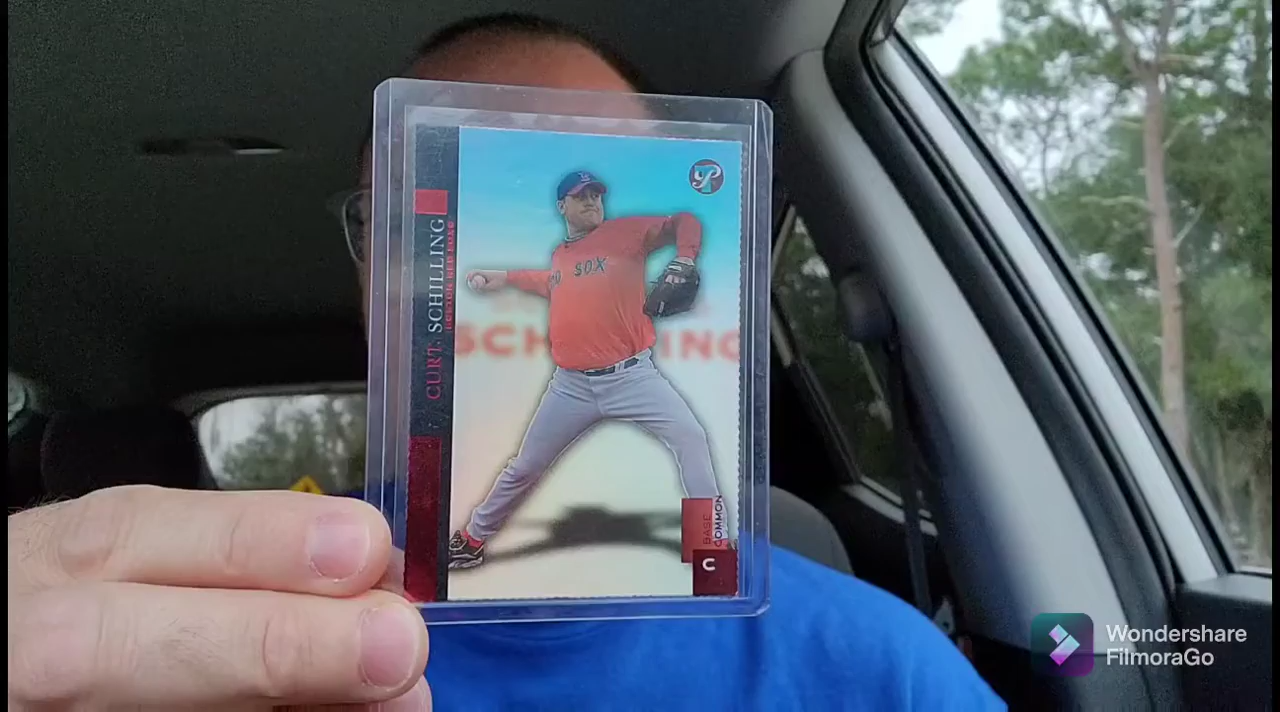 CURT. SCHILLING
BOSTON RED SOX
SOX
SCHILLING
BASE
COMMON
C
Wondershare
FilmoraGo